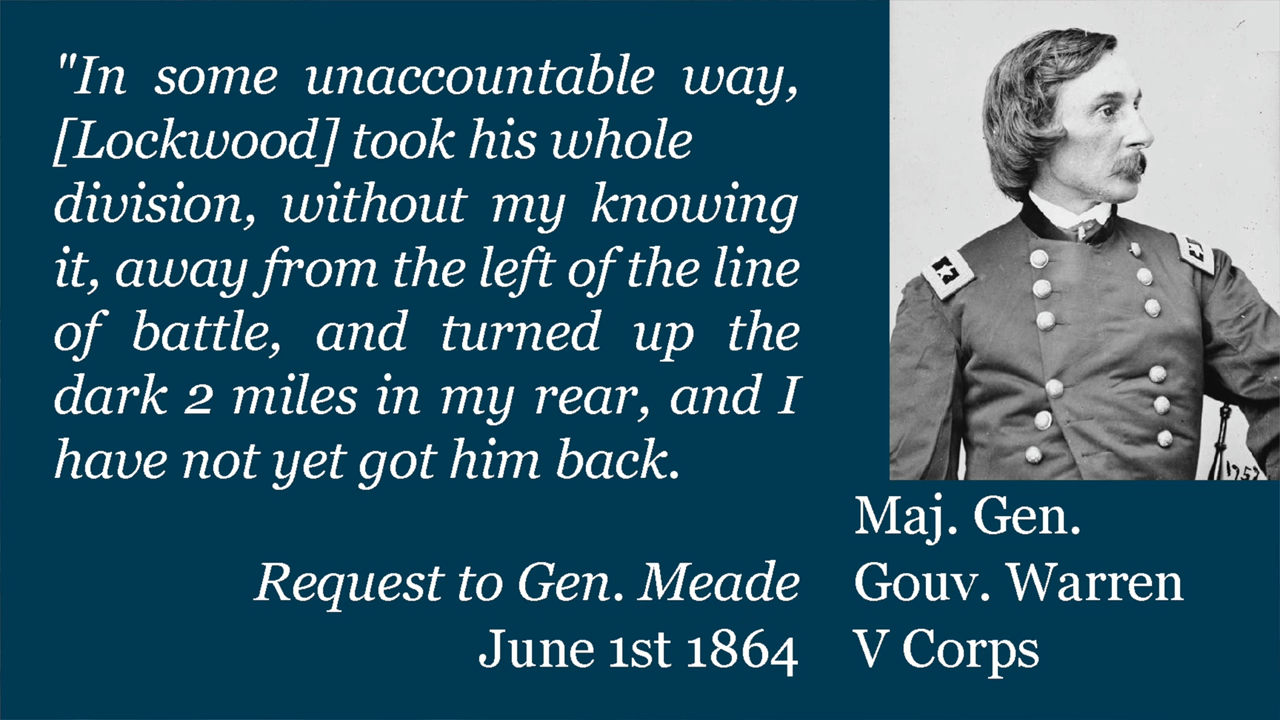 "In some unaccountable way,
[Lockwood] took his whole
division, without my knowing
it, away from the left of the line
of battle, and turned up the
dark 2 miles in my rear, and I
have not yet got him back.
Request to Gen. Meade
June 1st 1864
Maj. Gen.
Gouv. Warren
V Corps